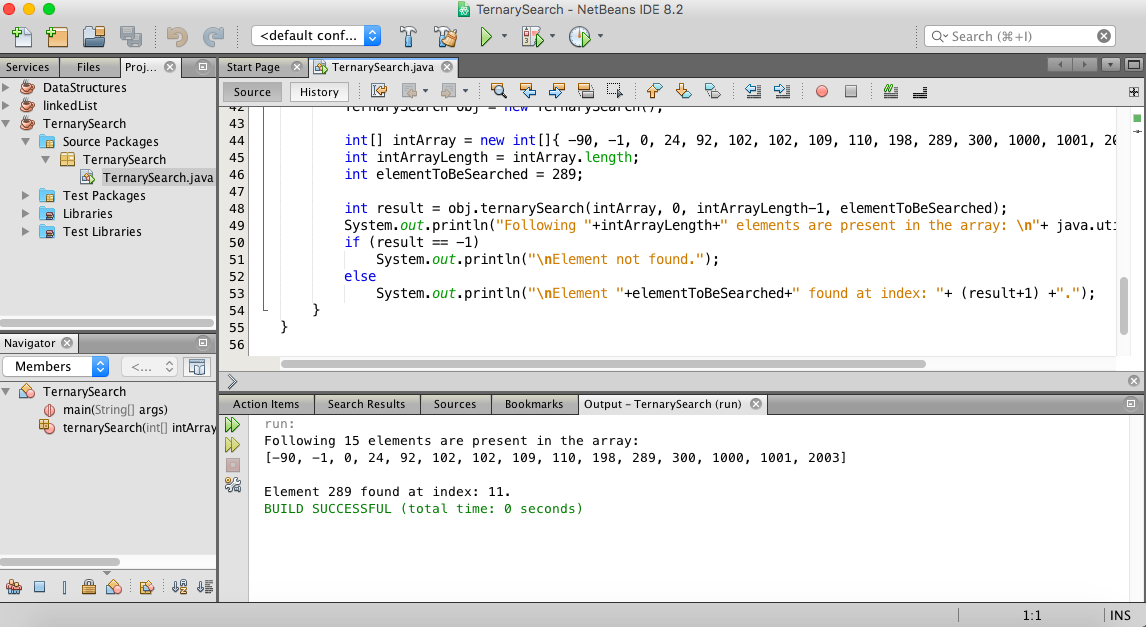 TernarySearch - NetBeans IDE 8.2
<default conf...
Search (⌘+I)
Services
Files
Proj...
DataStructures
linkedList
TernarySearch
Source Packages
TernarySearch
TernarySearch.java
Test Packages
Libraries
Test Libraries
Start Page
TernarySearch.java
Source
History
42 TernarySearch obj = new TernarySearch();
43
44 int[] intArray = new int[]{ -90, -1, 0, 24, 92, 102, 102, 109, 110, 198, 289, 300, 1000, 1001, 20
45 int intArrayLength = intArray.length;
46 int elementToBeSearched = 289;
47
48 int result = obj.ternarySearch(intArray, 0, intArrayLength-1, elementToBeSearched);
49 System.out.println("Following "+intArrayLength+" elements are present in the array: \n"+ java.uti
50 if (result == -1)
51 System.out.println("\nElement not found.");
52 else
53 System.out.println("\nElement "+elementToBeSearched+" found at index: "+ (result+1) +".");
54 }
55 }
56
Navigator
Members
<...
TernarySearch
main(String[] args)
ternarySearch(int[] intArray
Action Items
Search Results
Sources
Bookmarks
Output - TernarySearch (run)
run:
Following 15 elements are present in the array:
[-90, -1, 0, 24, 92, 102, 102, 109, 110, 198, 289, 300, 1000, 1001, 2003]
Element 289 found at index: 11.
BUILD SUCCESSFUL (total time: 0 seconds)
1:1
INS